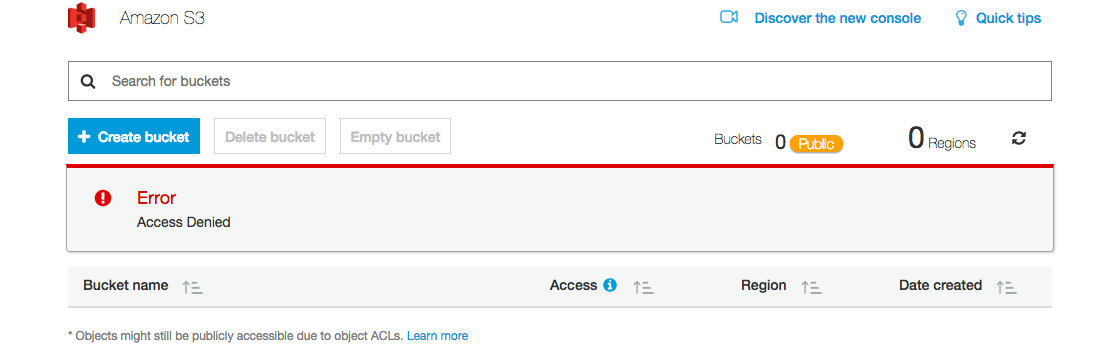 Amazon S3 Discover the new console Quick tips
Search for buckets
+ Create bucket Delete bucket Empty bucket Buckets 0 Public 0 Regions
Error
Access Denied
Bucket name Access Region Date created
* Objects might still be publicly accessible due to object ACLs. Learn more